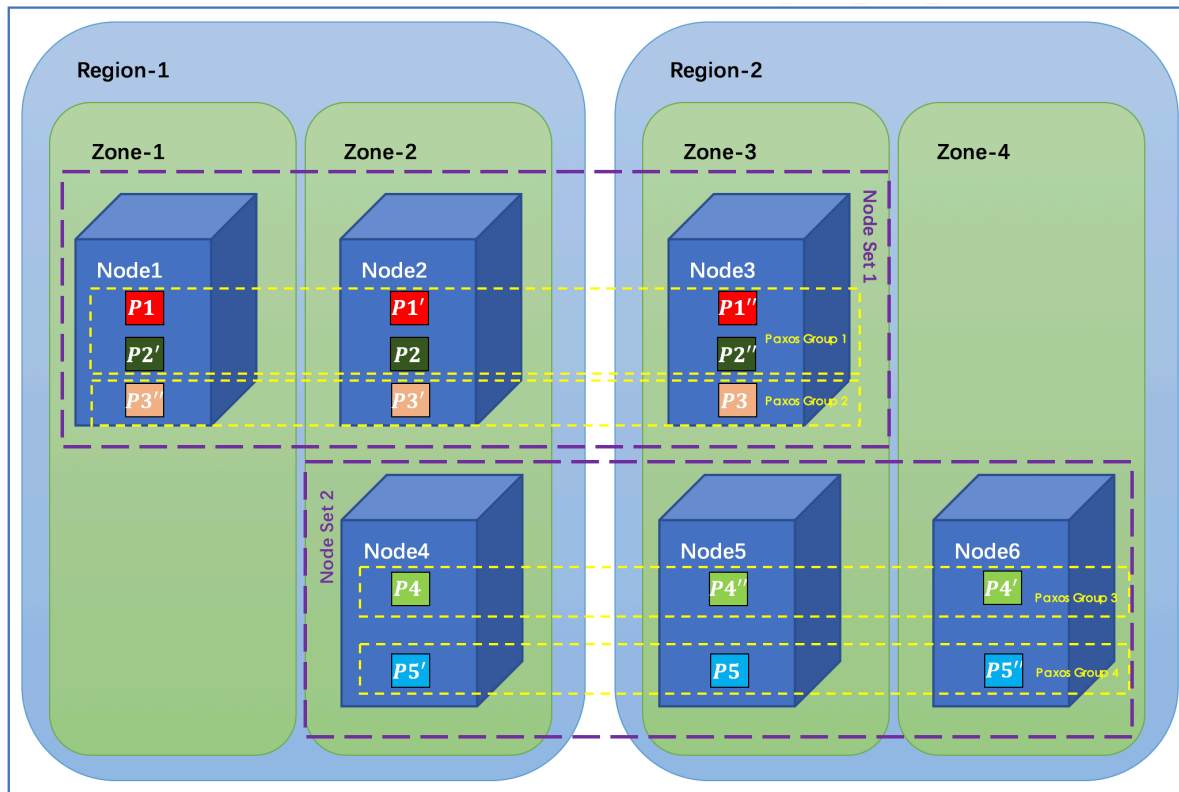 Region-1
Region-2
Zone-1
Zone-2
Zone-3
Zone-4
Node Set 1
Node1
Node2
Node3
P1
P1′
P1″
Paxos Group 1
P2′
P2
P2″
P3″
P3′
P3
Paxos Group 2
Node Set 2
Node4
Node5
Node6
P4
P4″
P4′
Paxos Group 3
P5′
P5
P5″
Paxos Group 4